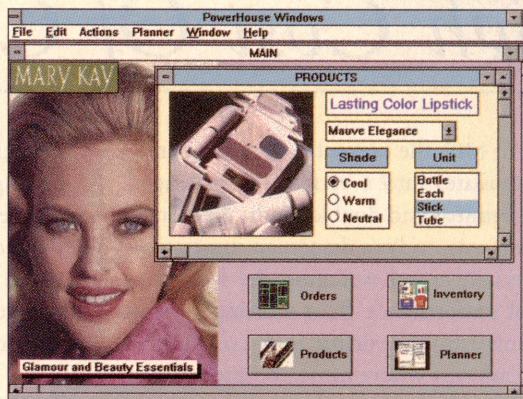 PowerHouse Windows
File Edit Actions Planner Window Help
MAIN
MARY KAY
PRODUCTS
Lasting Color Lipstick
Mauve Elegance
Shade
Unit
Cool
Warm
Neutral
Bottle
Each
Stick
Tube
Orders
Inventory
Products
Planner
Glamour and Beauty Essentials